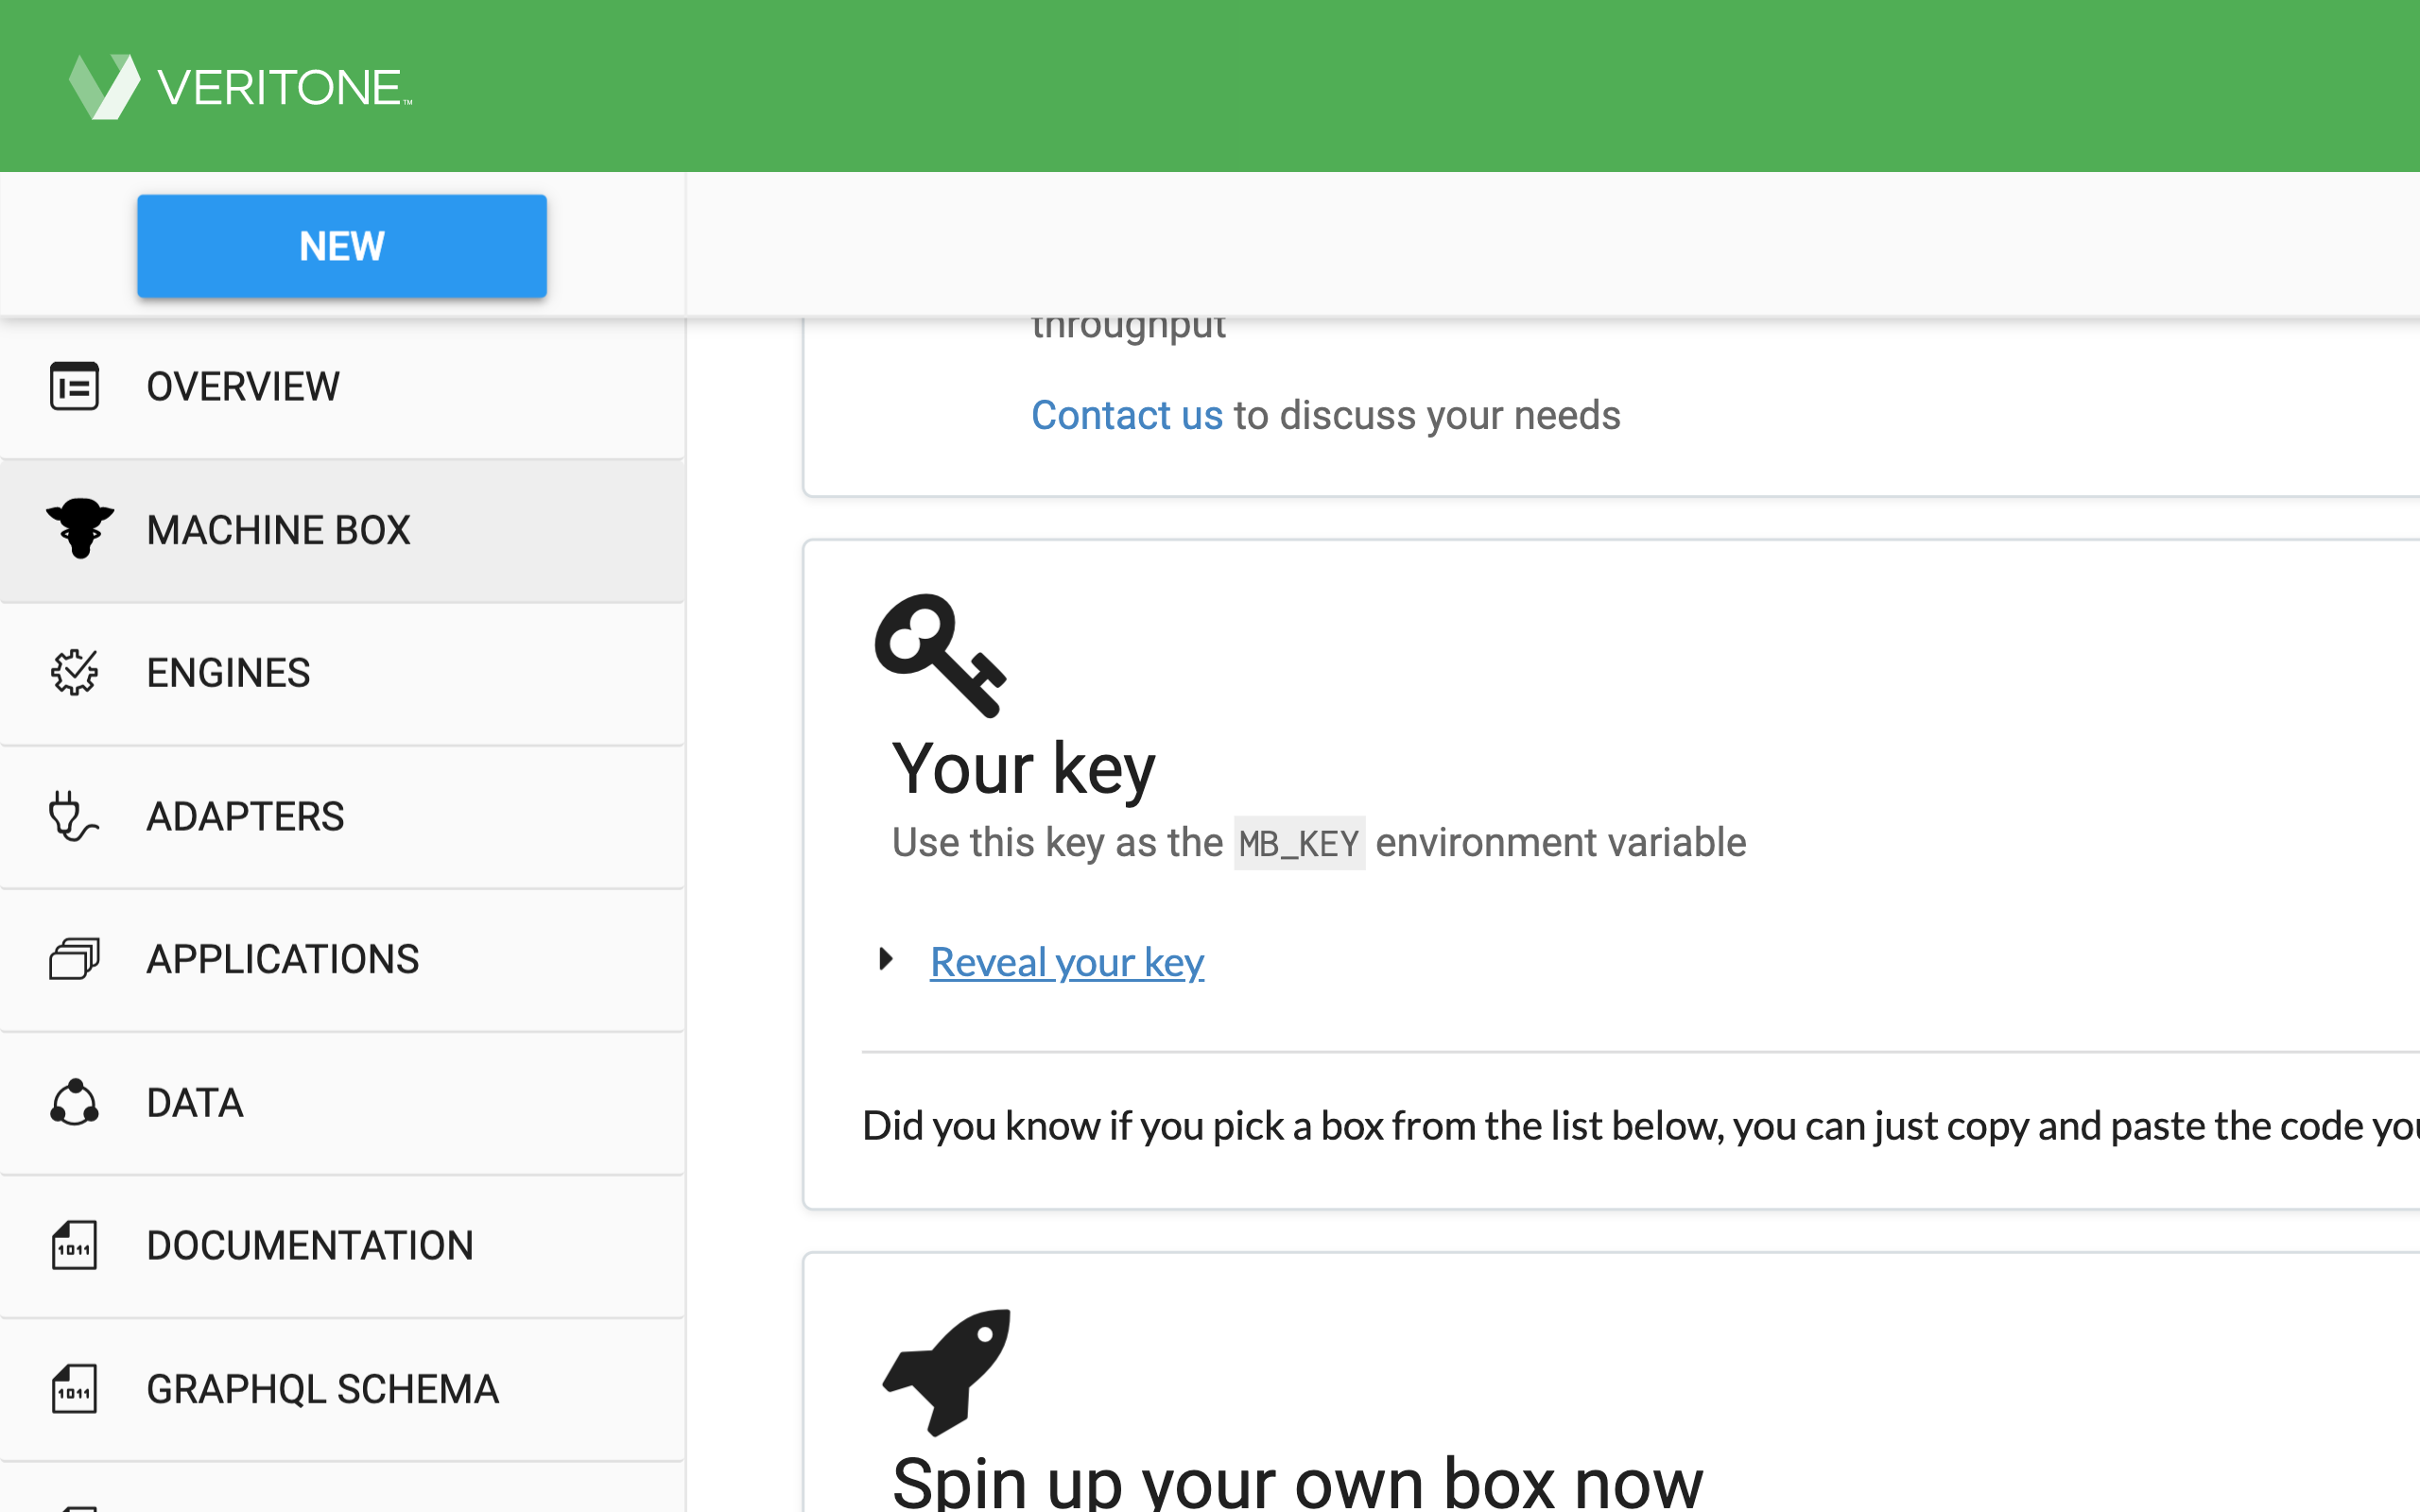 VERITONE™
NEW
OVERVIEW
MACHINE BOX
ENGINES
ADAPTERS
APPLICATIONS
DATA
DOCUMENTATION
GRAPHQL SCHEMA
throughput
Contact us to discuss your needs
Your key
Use this key as the MB_KEY environment variable
Reveal your key
Did you know if you pick a box from the list below, you can just copy and paste the code you
Spin up your own box now